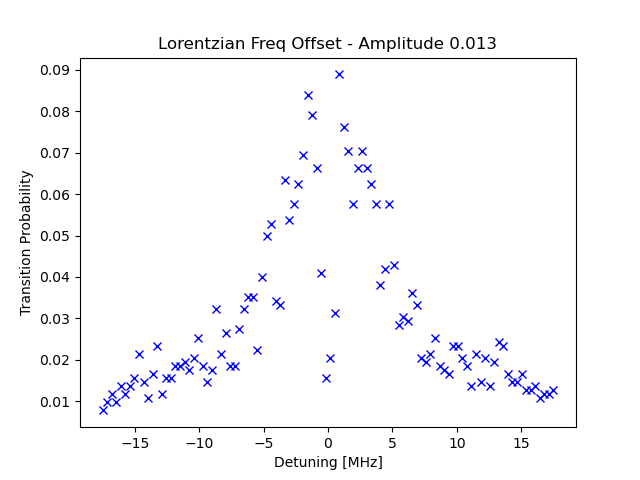 Lorentzian Freq Offset - Amplitude 0.013
0.09
0.08
0.07
0.06
0.05
0.04
0.03
0.02
0.01
Transition Probability
−15 −10 −5 0 5 10 15
Detuning [MHz]